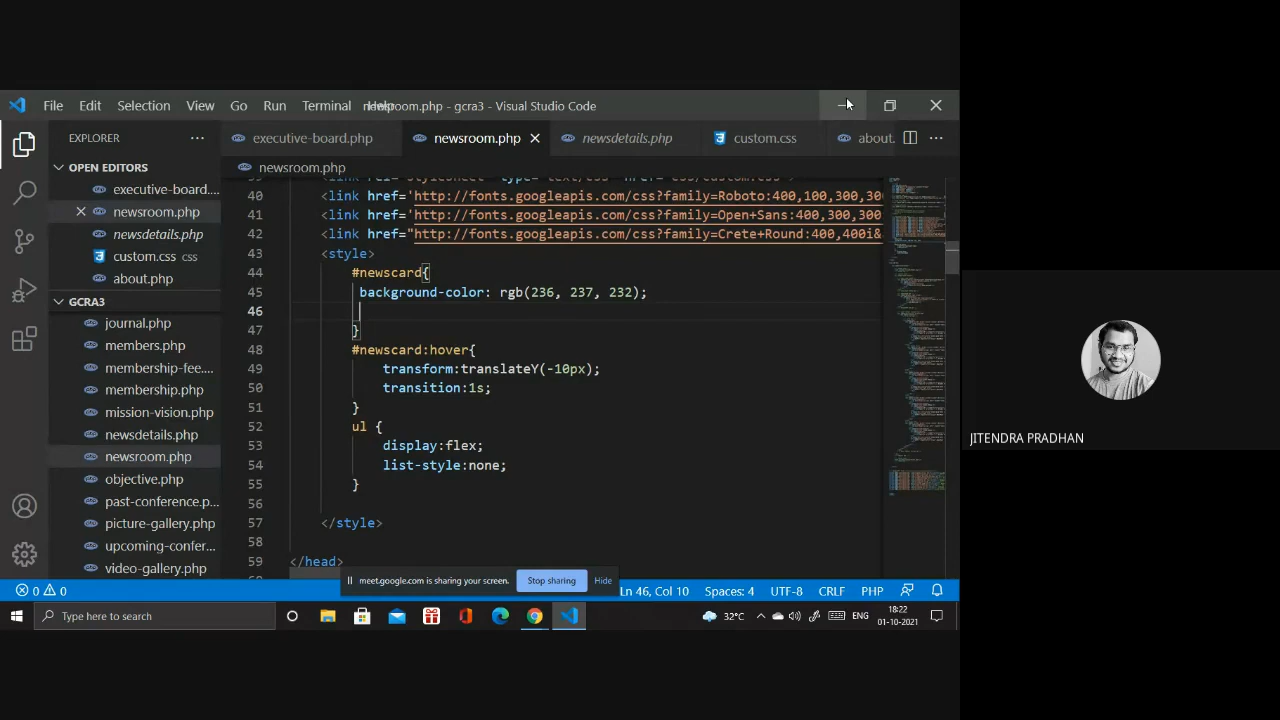 File Edit Selection View Go Run Terminal newsroom.php - gcra3 - Visual Studio Code
EXPLORER
executive-board.php newsroom.php newsdetails.php custom.css about.
OPEN EDITORS
newsroom.php
executive-board....
newsroom.php
newsdetails.php
custom.css css
about.php
GCRA3
journal.php
members.php
membership-fee....
membership.php
mission-vision.php
newsdetails.php
newsroom.php
objective.php
past-conference.p...
picture-gallery.php
upcoming-confer...
video-gallery.php
40 <link href='http://fonts.googleapis.com/css?family=Roboto:400,100,300,300
41 <link href='http://fonts.googleapis.com/css?family=Open+Sans:400,300,300
42 <link href="http://fonts.googleapis.com/css?family=Crete+Round:400,400i&
43 <style>
44 #newscard{
45 background-color: rgb(236, 237, 232);
46
47 }
48 #newscard:hover{
49 transform:translateY(-10px);
50 transition:1s;
51 }
52 ul {
53 display:flex;
54 list-style:none;
55 }
56
57 </style>
58
59 </head>
meet.google.com is sharing your screen. Stop sharing Hide
0 0 Ln 46, Col 10 Spaces: 4 UTF-8 CRLF PHP
Type to search 32°C ENG 18:22
01-10-2021
JITENDRA PRADHAN